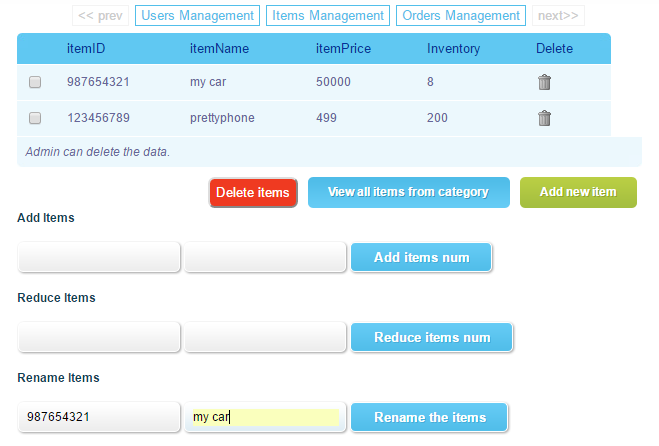 << prev Users Management Items Management Orders Management next>>
itemID itemName itemPrice Inventory Delete
987654321 my car 50000 8
123456789 prettyphone 499 200
Admin can delete the data.
Delete items View all items from category Add new item
Add Items
Add items num
Reduce Items
Reduce items num
Rename Items
987654321 my car Rename the items